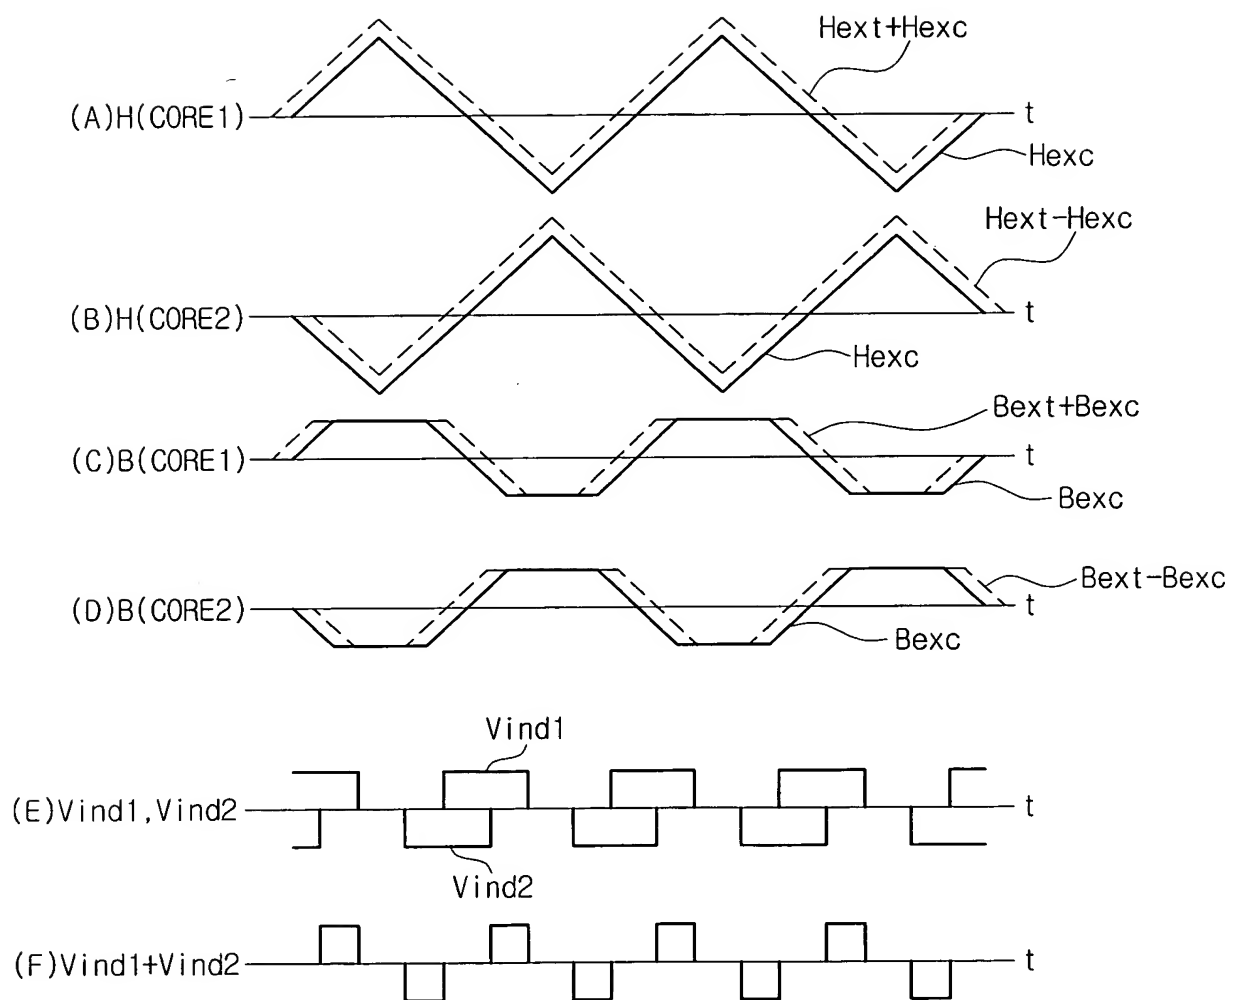 Hext+Hexc
(A)H(CORE1)
t
Hexc
Hext-Hexc
(B)H(CORE2)
t
Hexc
Bext+Bexc
(C)B(CORE1)
t
Bexc
Bext-Bexc
(D)B(CORE2)
t
Bexc
Vind1
(E)Vind1,Vind2
t
Vind2
(F)Vind1+Vind2
t